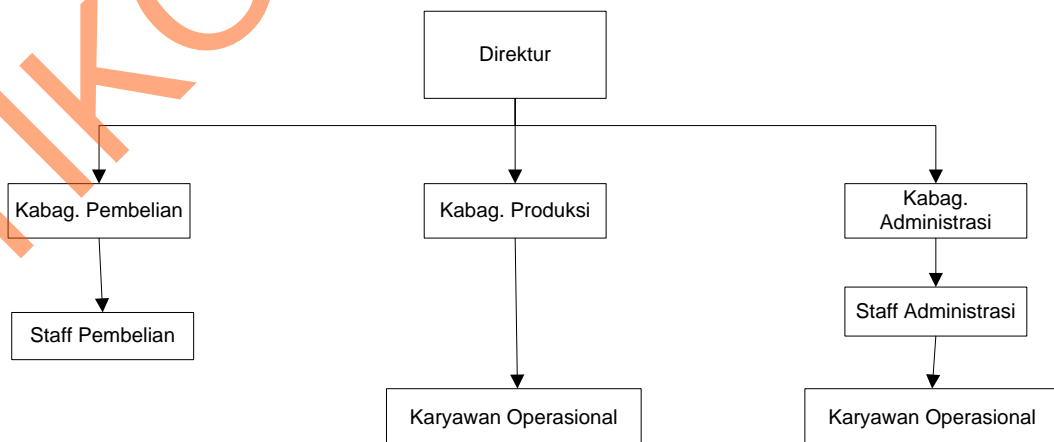 Direktur
Kabag. Pembelian
Kabag. Produksi
Kabag.
Administrasi
Staff Pembelian
Staff Administrasi
Karyawan Operasional
Karyawan Operasional